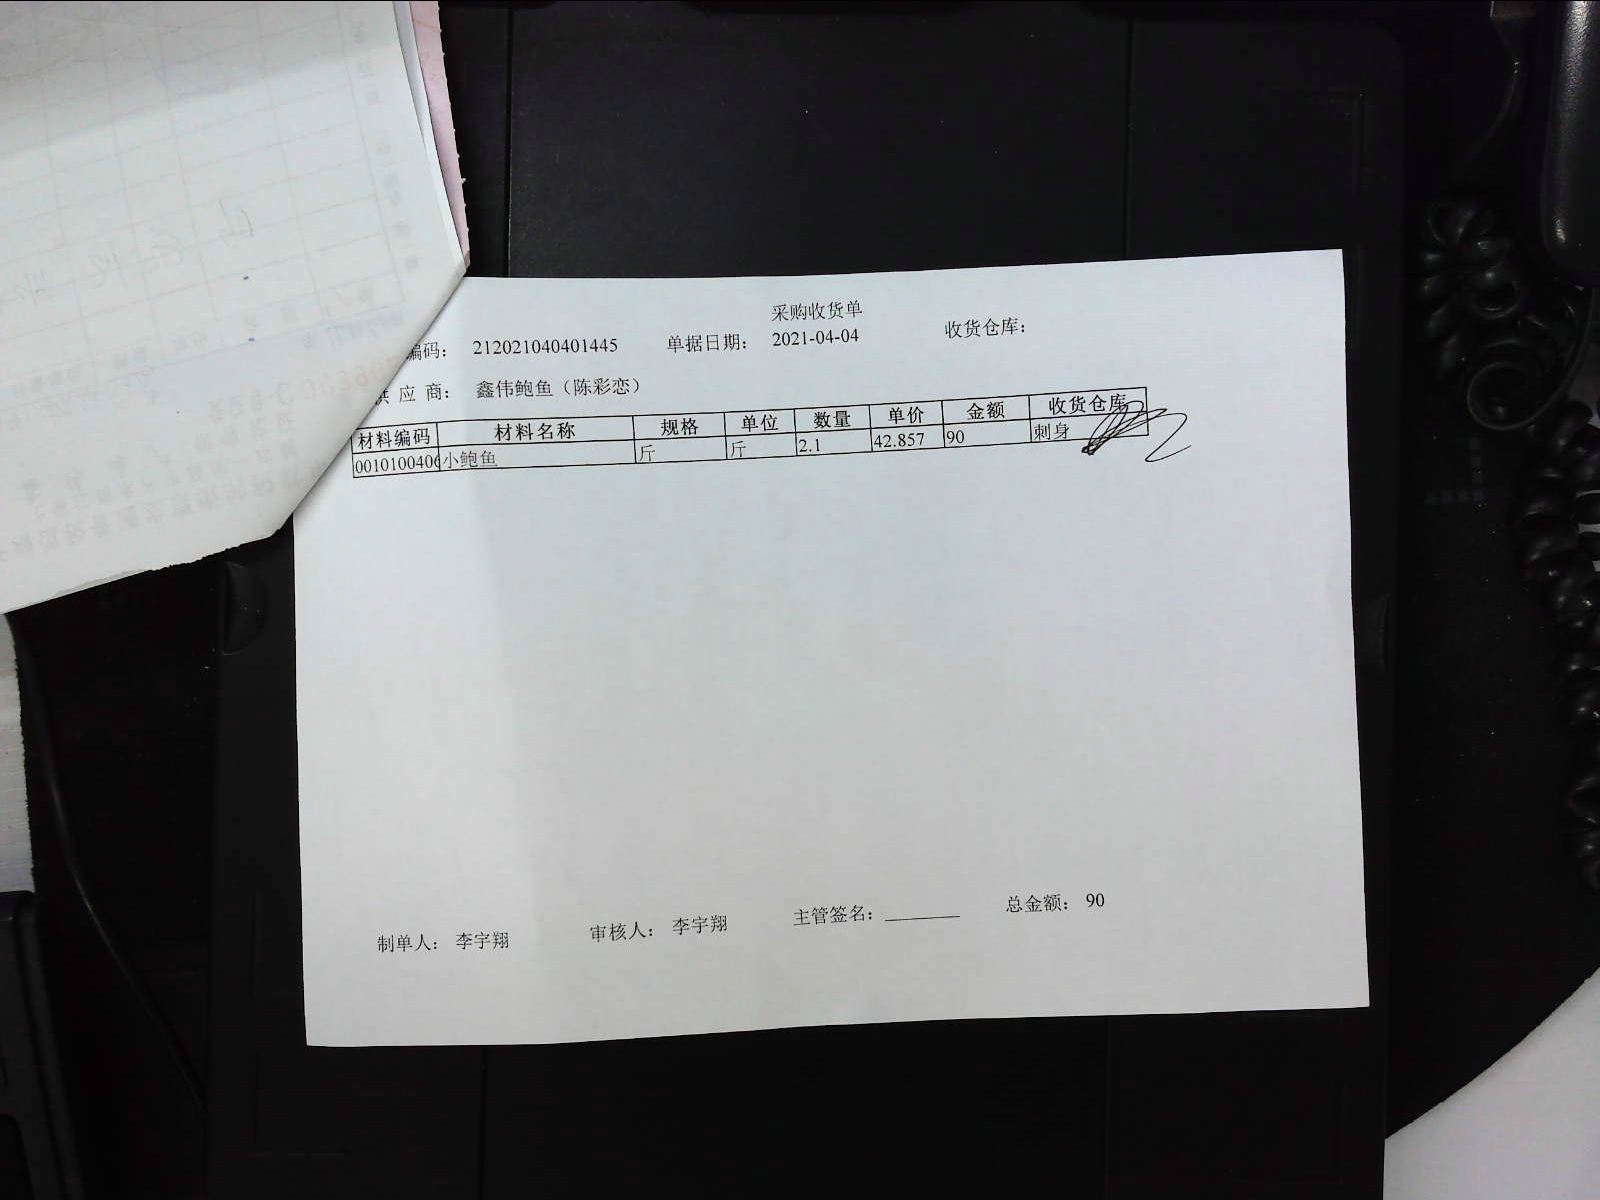 采购收货单
编码： 212021040401445 单据日期： 2021-04-04 收货仓库：
供 应 商： 鑫伟鲍鱼（陈彩恋）
材料编码 材料名称 规格 单位 数量 单价 金额 收货仓库
0010100406 小鲍鱼 斤 斤 2.1 42.857 90 刺身
制单人： 李宇翔 审核人： 李宇翔 主管签名：________ 总金额： 90